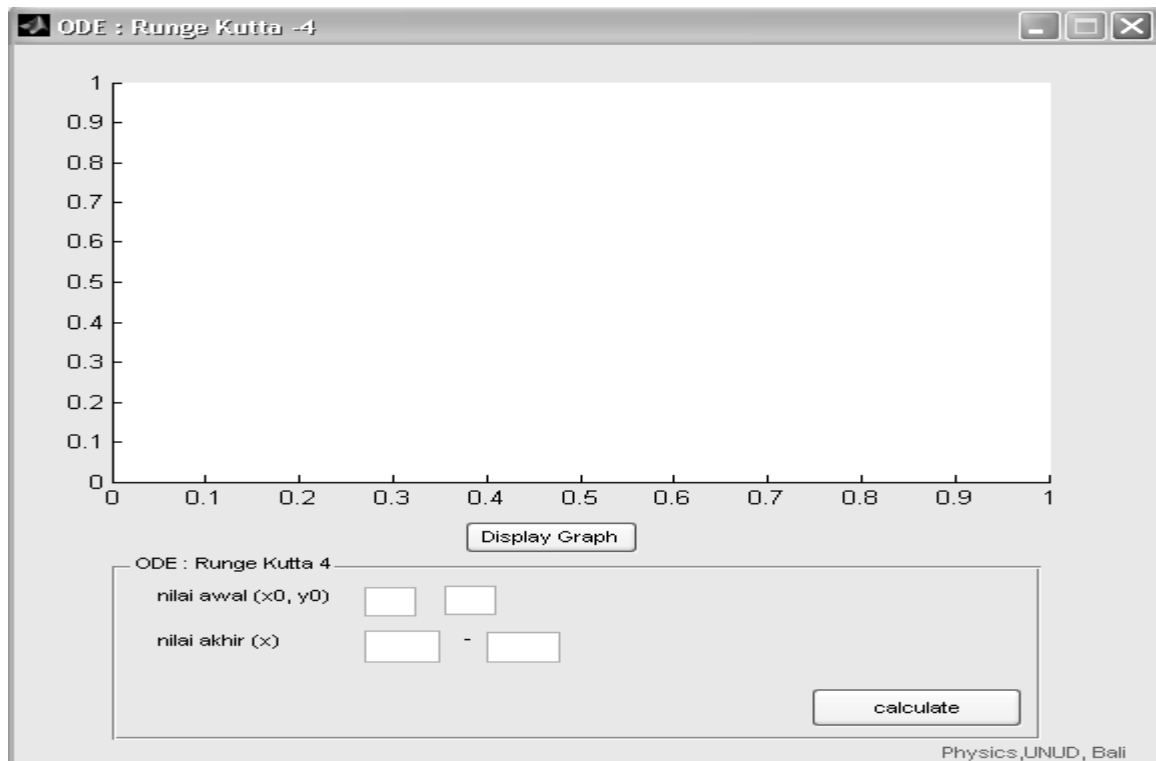 ODE : Runge Kutta -4
1
0.9
0.8
0.7
0.6
0.5
0.4
0.3
0.2
0.1
0
0 0.1 0.2 0.3 0.4 0.5 0.6 0.7 0.8 0.9 1
Display Graph
ODE : Runge Kutta 4
nilai awal (x0, y0)
nilai akhir (x) -
calculate
Physics,UNUD, Bali